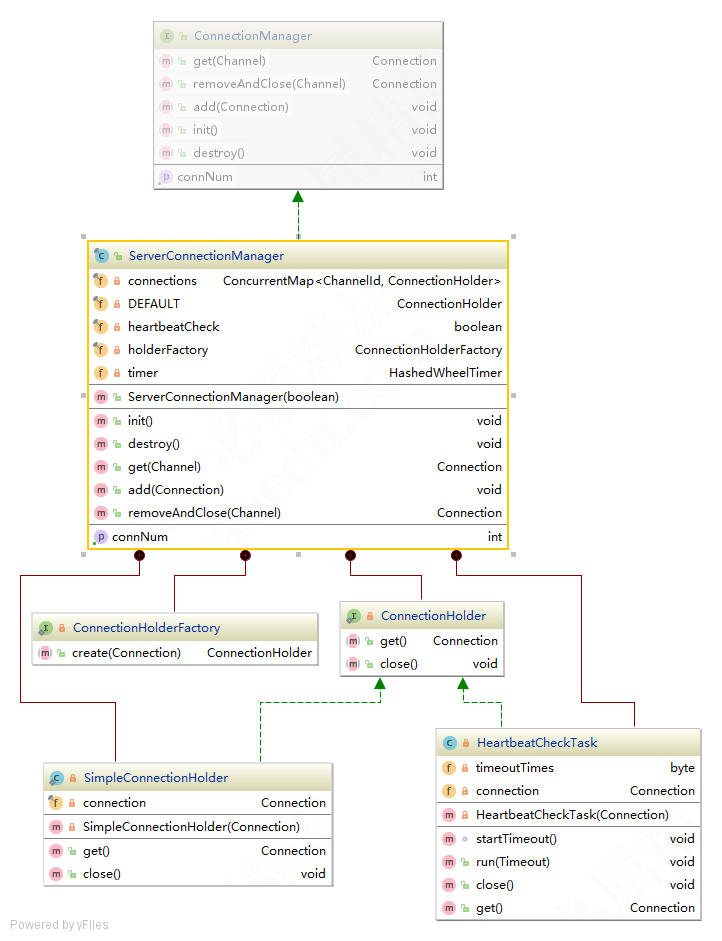 ConnectionManager
get(Channel) Connection
removeAndClose(Channel) Connection
add(Connection) void
init() void
destroy() void
connNum int
ServerConnectionManager
connections ConcurrentMap<ChannelId, ConnectionHolder>
DEFAULT ConnectionHolder
heartbeatCheck boolean
holderFactory ConnectionHolderFactory
timer HashedWheelTimer
ServerConnectionManager(boolean)
init() void
destroy() void
get(Channel) Connection
add(Connection) void
removeAndClose(Channel) Connection
connNum int
ConnectionHolderFactory
create(Connection) ConnectionHolder
ConnectionHolder
get() Connection
close() void
SimpleConnectionHolder
connection Connection
SimpleConnectionHolder(Connection)
get() Connection
close() void
HeartbeatCheckTask
timeoutTimes byte
connection Connection
HeartbeatCheckTask(Connection)
startTimeout() void
run(Timeout) void
close() void
get() Connection
Powered by yFiles